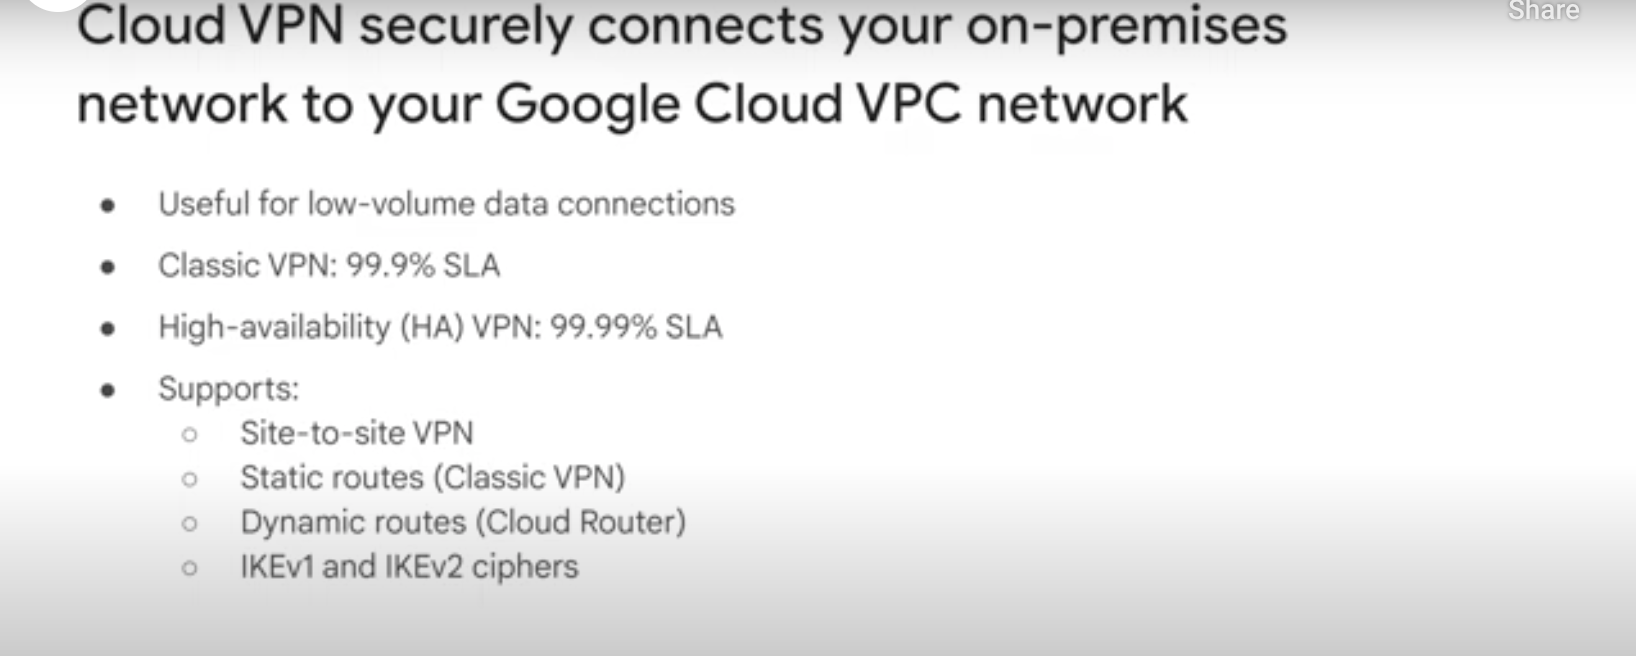 Share
Cloud VPN securely connects your on-premises
network to your Google Cloud VPC network
● Useful for low-volume data connections
● Classic VPN: 99.9% SLA
● High-availability (HA) VPN: 99.99% SLA
● Supports:
○ Site-to-site VPN
○ Static routes (Classic VPN)
○ Dynamic routes (Cloud Router)
○ IKEv1 and IKEv2 ciphers